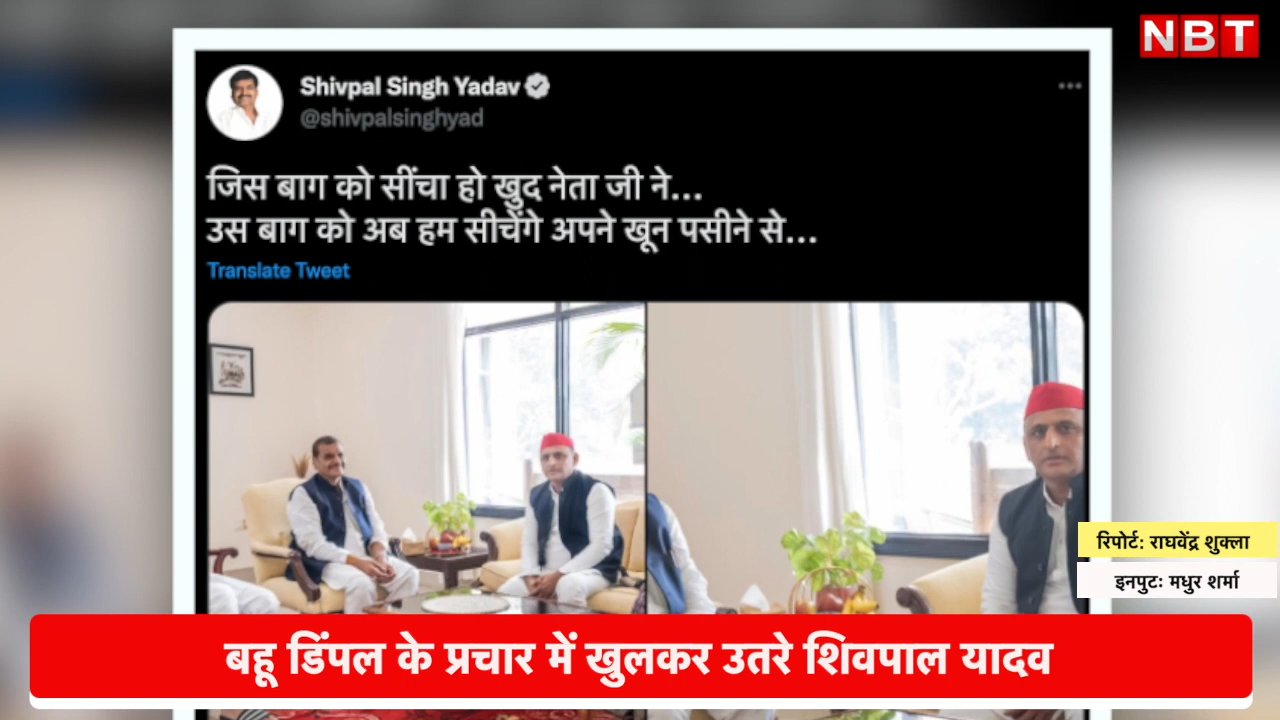 NBT
Shivpal Singh Yadav
@shivpalsinghyad
जिस बाग को सींचा हो खुद नेता जी ने...
उस बाग को अब हम सीचेंगे अपने खून पसीने से...
Translate Tweet
रिपोर्ट: राघवेंद्र शुक्ला
इनपुट: मधुर शर्मा
बहू डिंपल के प्रचार में खुलकर उतरे शिवपाल यादव